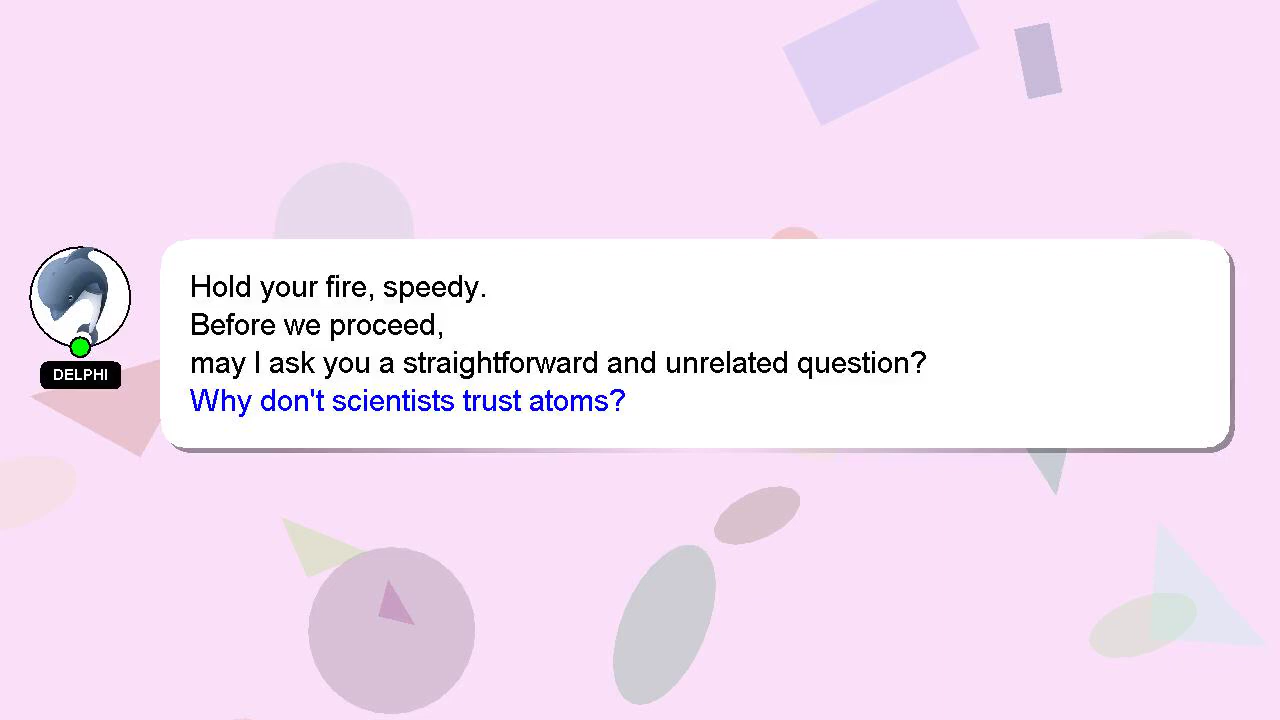 Hold your fire, speedy.
Before we proceed,
may I ask you a straightforward and unrelated question?
Why don't scientists trust atoms?
DELPHI